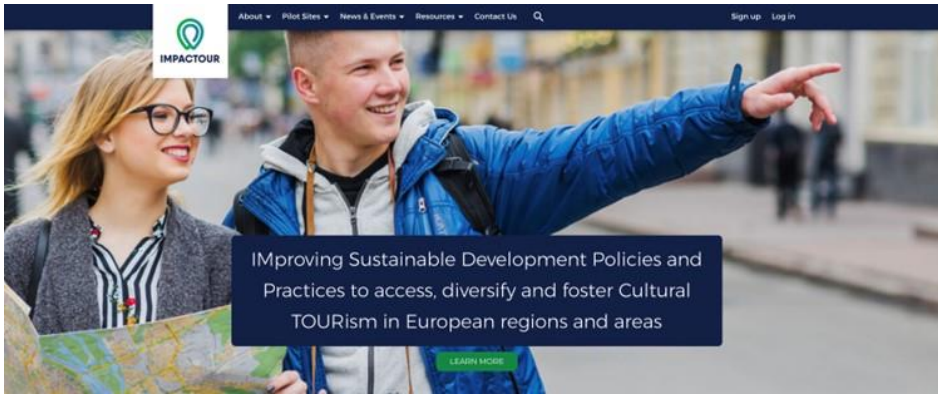 About Pilot Sites News & Events Resources Contact Us Sign up Log in
IMPACTOUR
IMproving Sustainable Development Policies and
Practices to access, diversify and foster Cultural
TOURism in European regions and areas
LEARN MORE